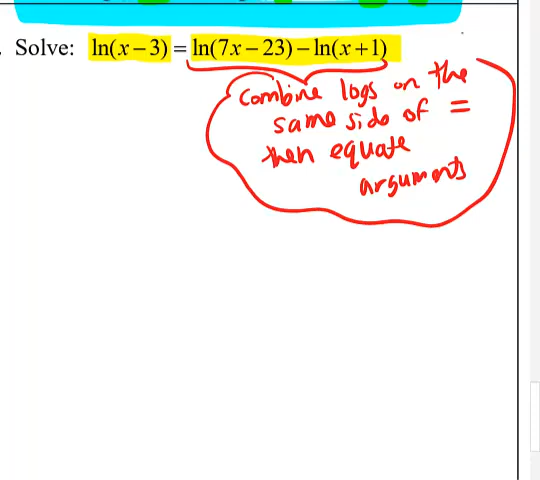 Solve: ln(x−3) = ln(7x−23) − ln(x+1)
Combine logs on the
same side of =
then equate
arguments